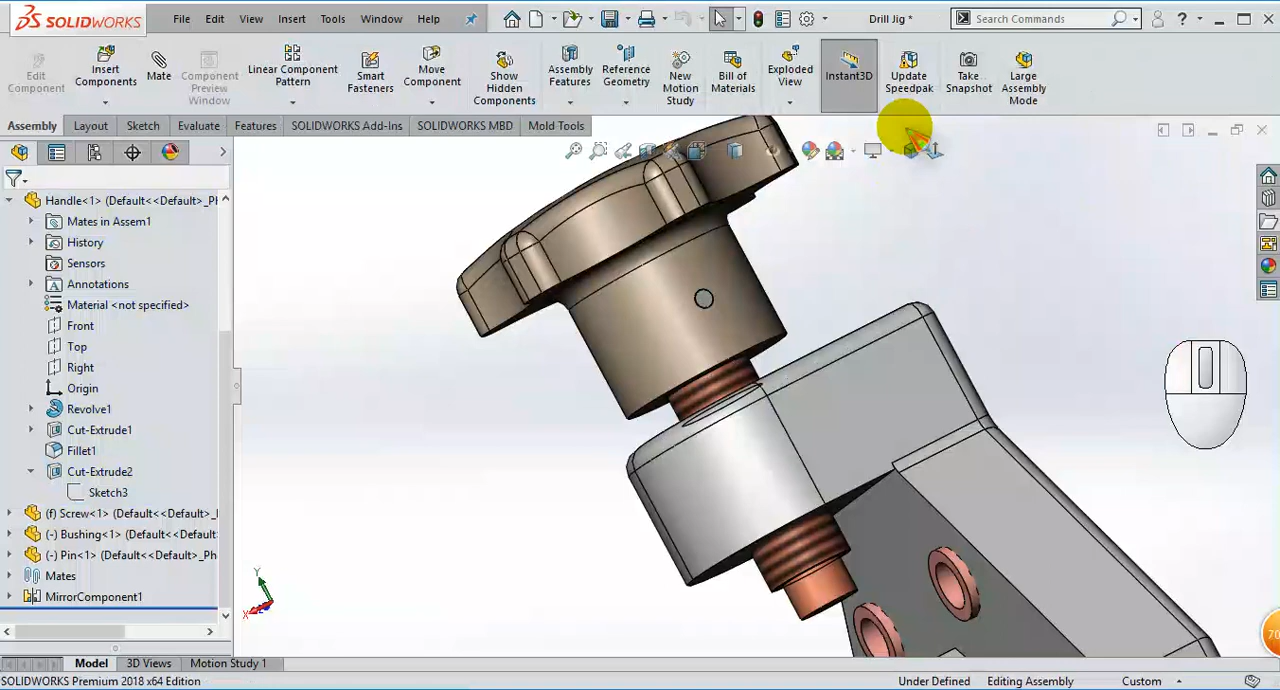 SOLIDWORKS File Edit View Insert Tools Window Help Drill Jig * Search Commands ?
Edit Component
Insert Components
Mate
Component Preview Window
Linear Component Pattern
Smart Fasteners
Move Component
Show Hidden Components
Assembly Features
Reference Geometry
New Motion Study
Bill of Materials
Exploded View
Instant3D
Update Speedpak
Take Snapshot
Large Assembly Mode
Assembly Layout Sketch Evaluate Features SOLIDWORKS Add-Ins SOLIDWORKS MBD Mold Tools
Handle<1> (Default<<Default>_Pl
Mates in Assem1
History
Sensors
Annotations
Material <not specified>
Front
Top
Right
Origin
Revolve1
Cut-Extrude1
Fillet1
Cut-Extrude2
Sketch3
(f) Screw<1> (Default<<Default>_
(-) Bushing<1> (Default<<Default
(-) Pin<1> (Default<<Default>_Ph
Mates
MirrorComponent1
Y
X
70
Model 3D Views Motion Study 1
SOLIDWORKS Premium 2018 x64 Edition Under Defined Editing Assembly Custom